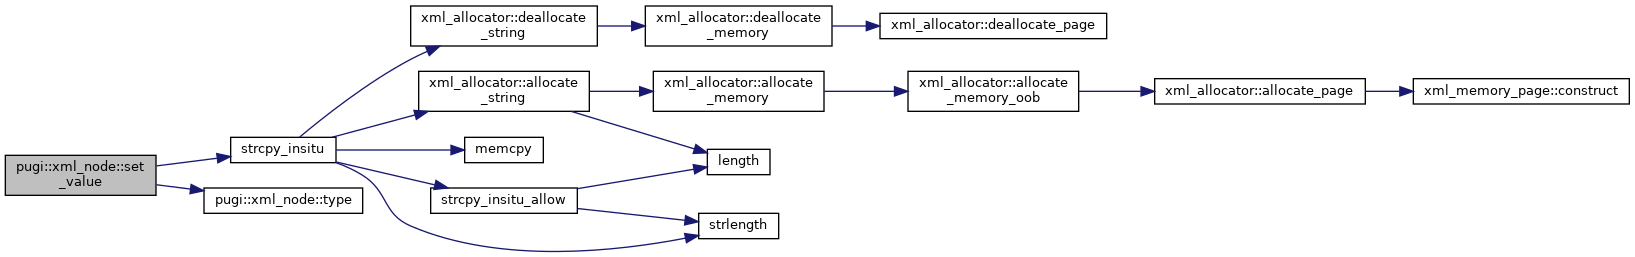 pugi::xml_node::set
_value
strcpy_insitu
pugi::xml_node::type
xml_allocator::deallocate
_string
xml_allocator::allocate
_string
memcpy
strcpy_insitu_allow
xml_allocator::deallocate
_memory
xml_allocator::allocate
_memory
length
strlength
xml_allocator::deallocate_page
xml_allocator::allocate
_memory_oob
xml_allocator::allocate_page
xml_memory_page::construct